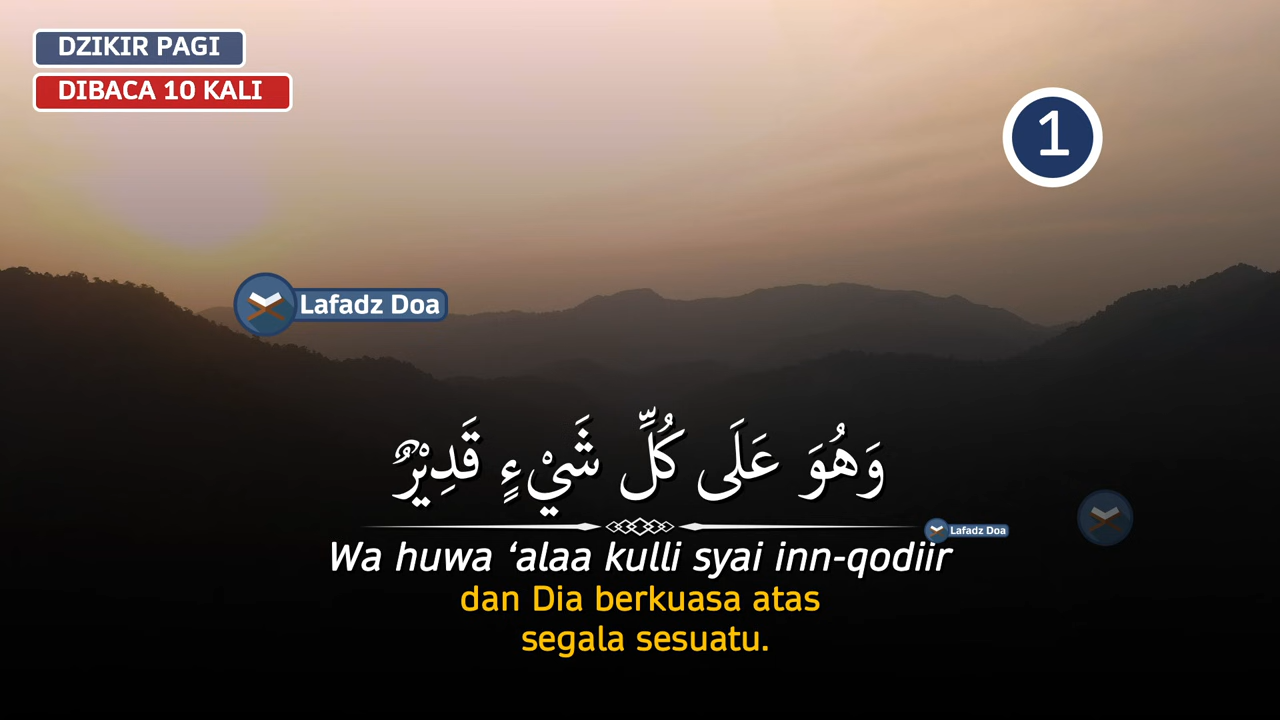 DZIKIR PAGI
DIBACA 10 KALI
1
Lafadz Doa
وَهُوَ عَلَى كُلِّ شَيْءٍ قَدِيْرٌ
Lafadz Doa
Wa huwa ‘alaa kulli syai inn-qodiir
dan Dia berkuasa atas
segala sesuatu.